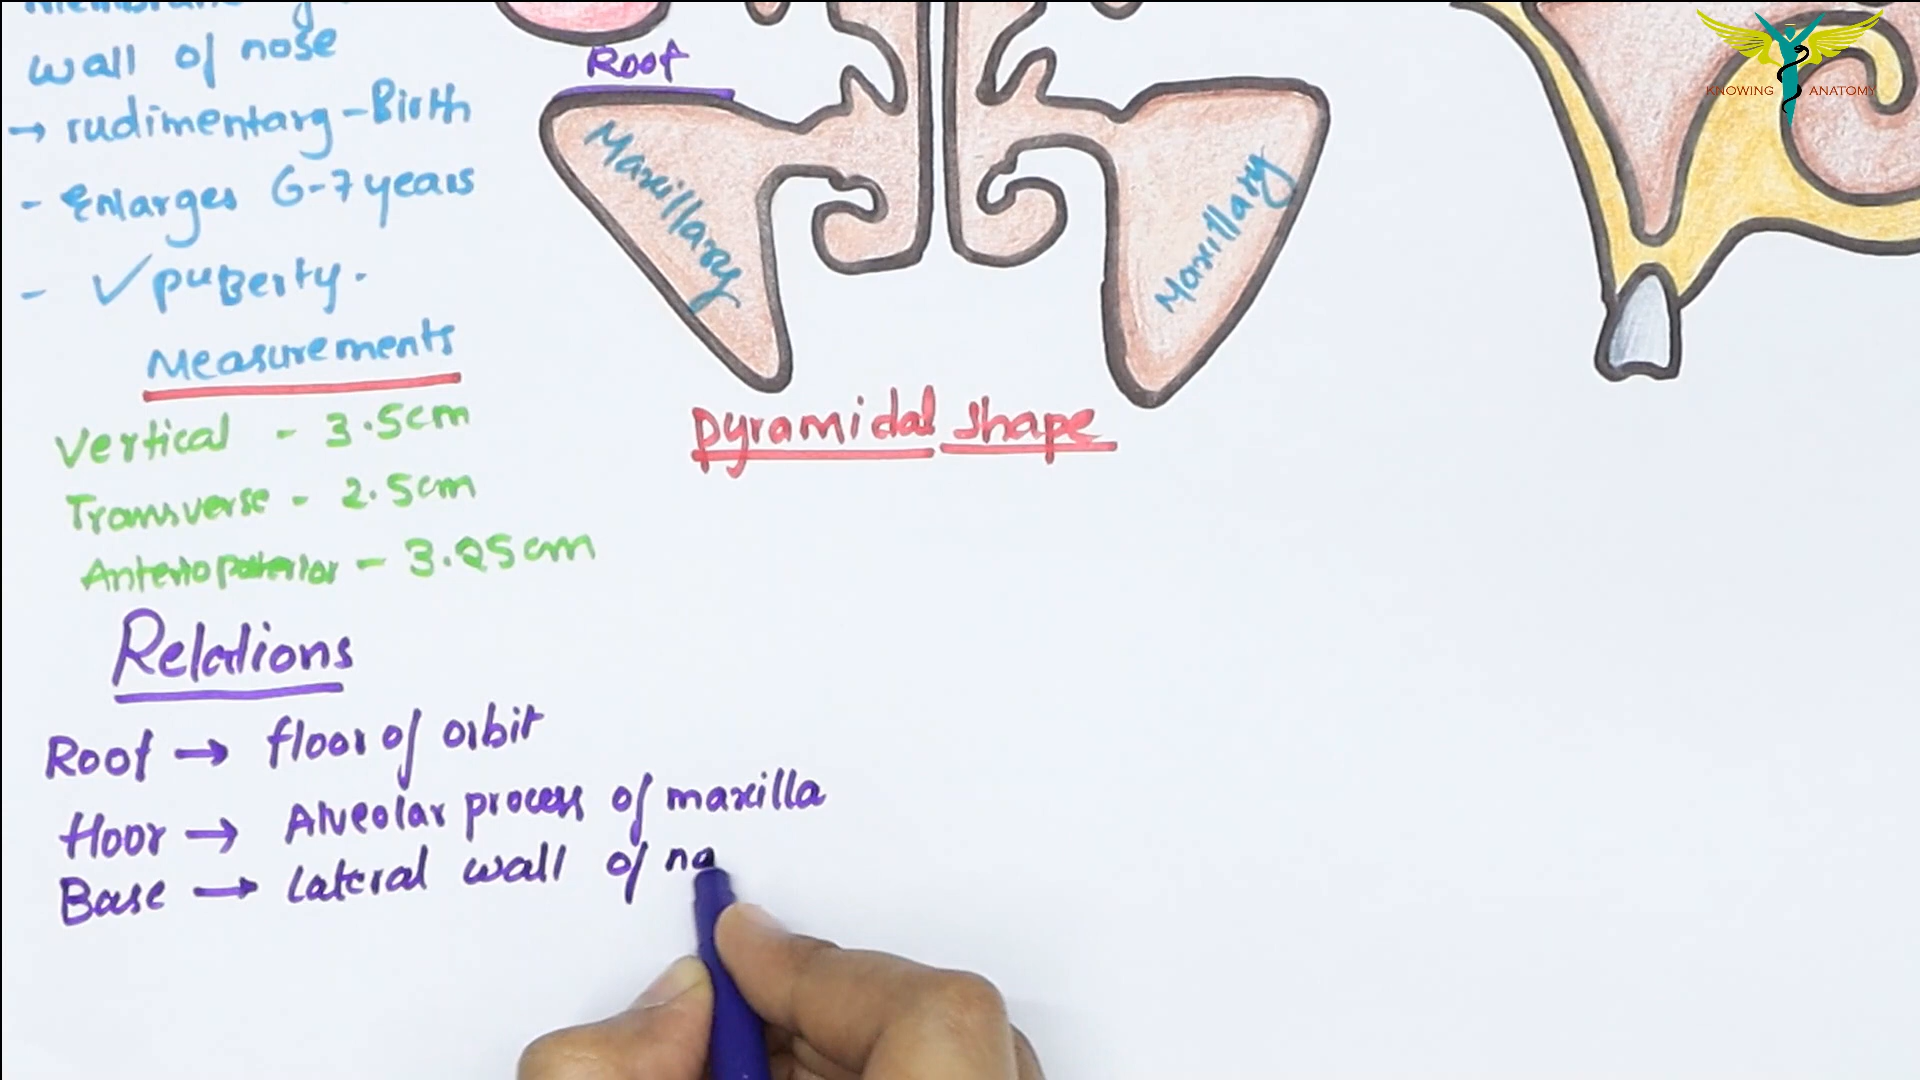 wall of nose
→ rudimentary - Birth
- Enlarges 6-7 years
- ✓ puBerty.
Measurements
Vertical - 3.5cm
Transverse - 2.5cm
Anterioposterior - 3.25cm
Relations
Roof → floor of orbit
Floor → Alveolar process of maxilla
Base → Lateral wall of na
Roof
Maxillary
Maxillary
Pyramidal shape
KNOWING ANATOMY